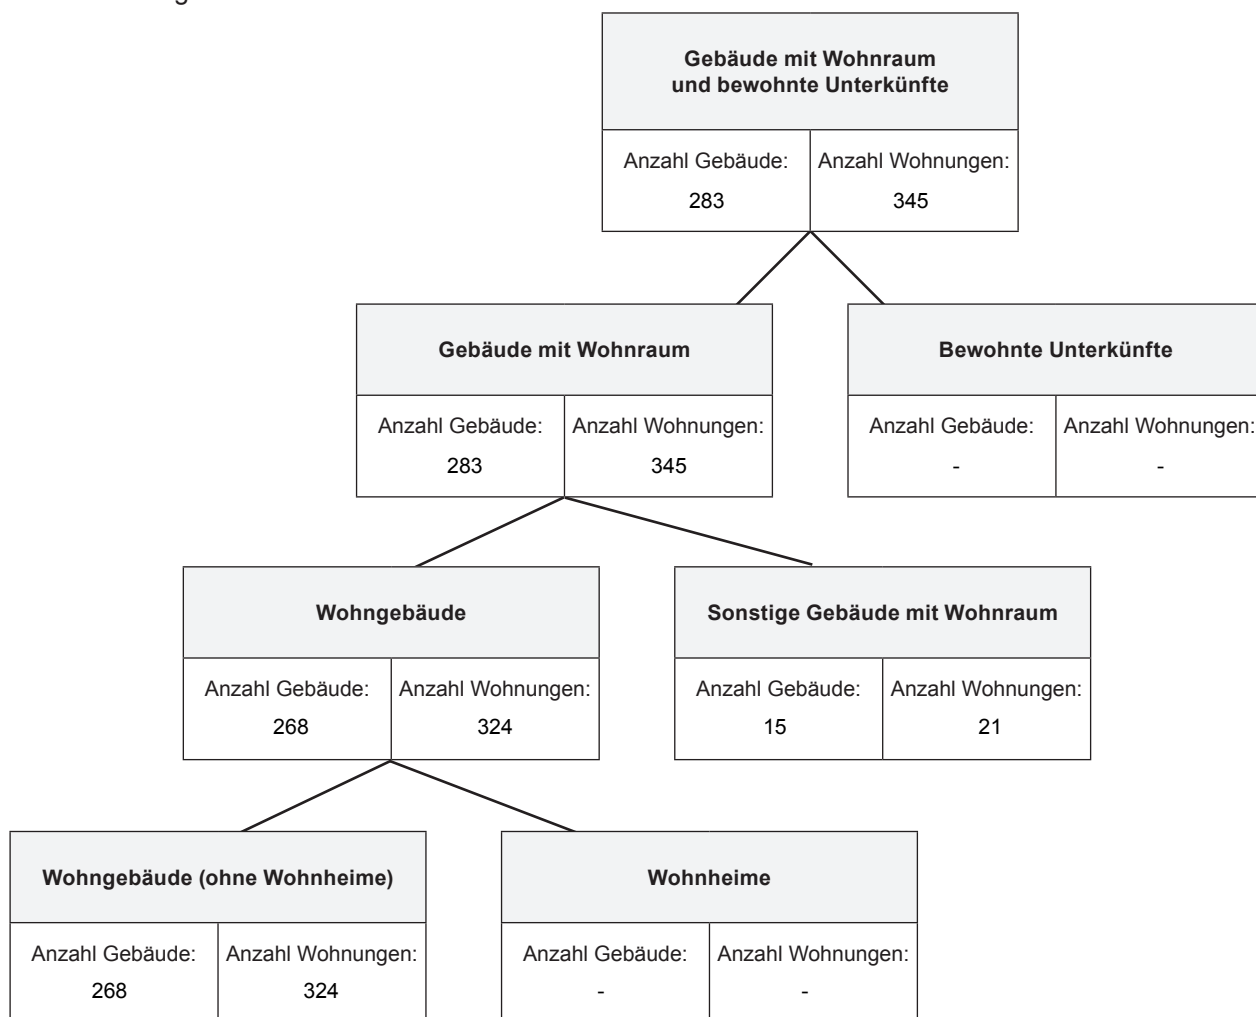 Gebäude mit Wohnraum
und bewohnte Unterkünfte
Anzahl Gebäude: Anzahl Wohnungen:
283 345
Gebäude mit Wohnraum
Anzahl Gebäude: Anzahl Wohnungen:
283 345
Bewohnte Unterkünfte
Anzahl Gebäude: Anzahl Wohnungen:
- -
Wohngebäude
Anzahl Gebäude: Anzahl Wohnungen:
268 324
Sonstige Gebäude mit Wohnraum
Anzahl Gebäude: Anzahl Wohnungen:
15 21
Wohngebäude (ohne Wohnheime)
Anzahl Gebäude: Anzahl Wohnungen:
268 324
Wohnheime
Anzahl Gebäude: Anzahl Wohnungen:
- -